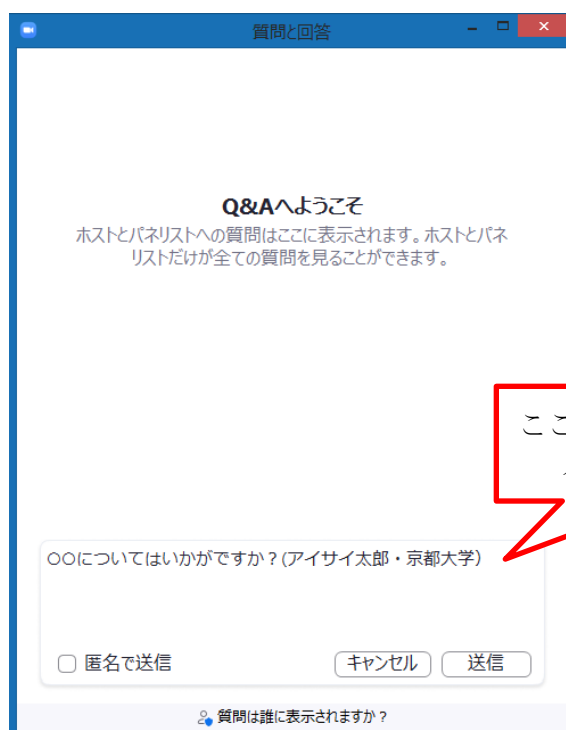 質問と回答
Q&Aへようこそ
ホストとパネリストへの質問はここに表示されます。ホストとパネ
リストだけが全ての質問を見ることができます。
ここ
○○についてはいかがですか？(アイサイ太郎・京都大学）
匿名で送信
キャンセル
送信
質問は誰に表示されますか？